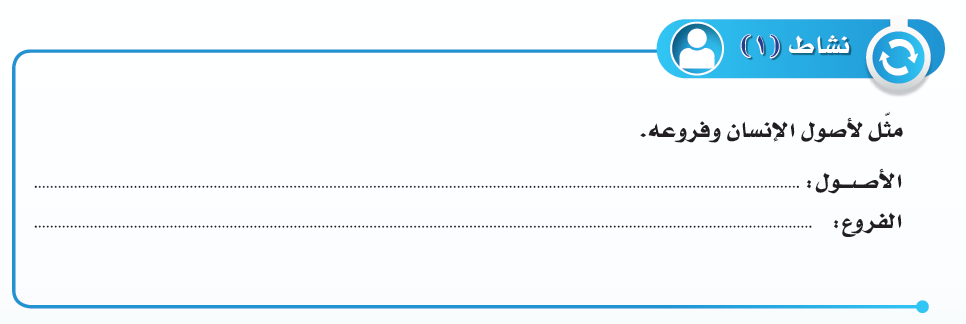 نشاط (١)
مثّل لأصول الإنسان وفروعه.
الأصـــول: ........................................................................
الفروع: ........................................................................